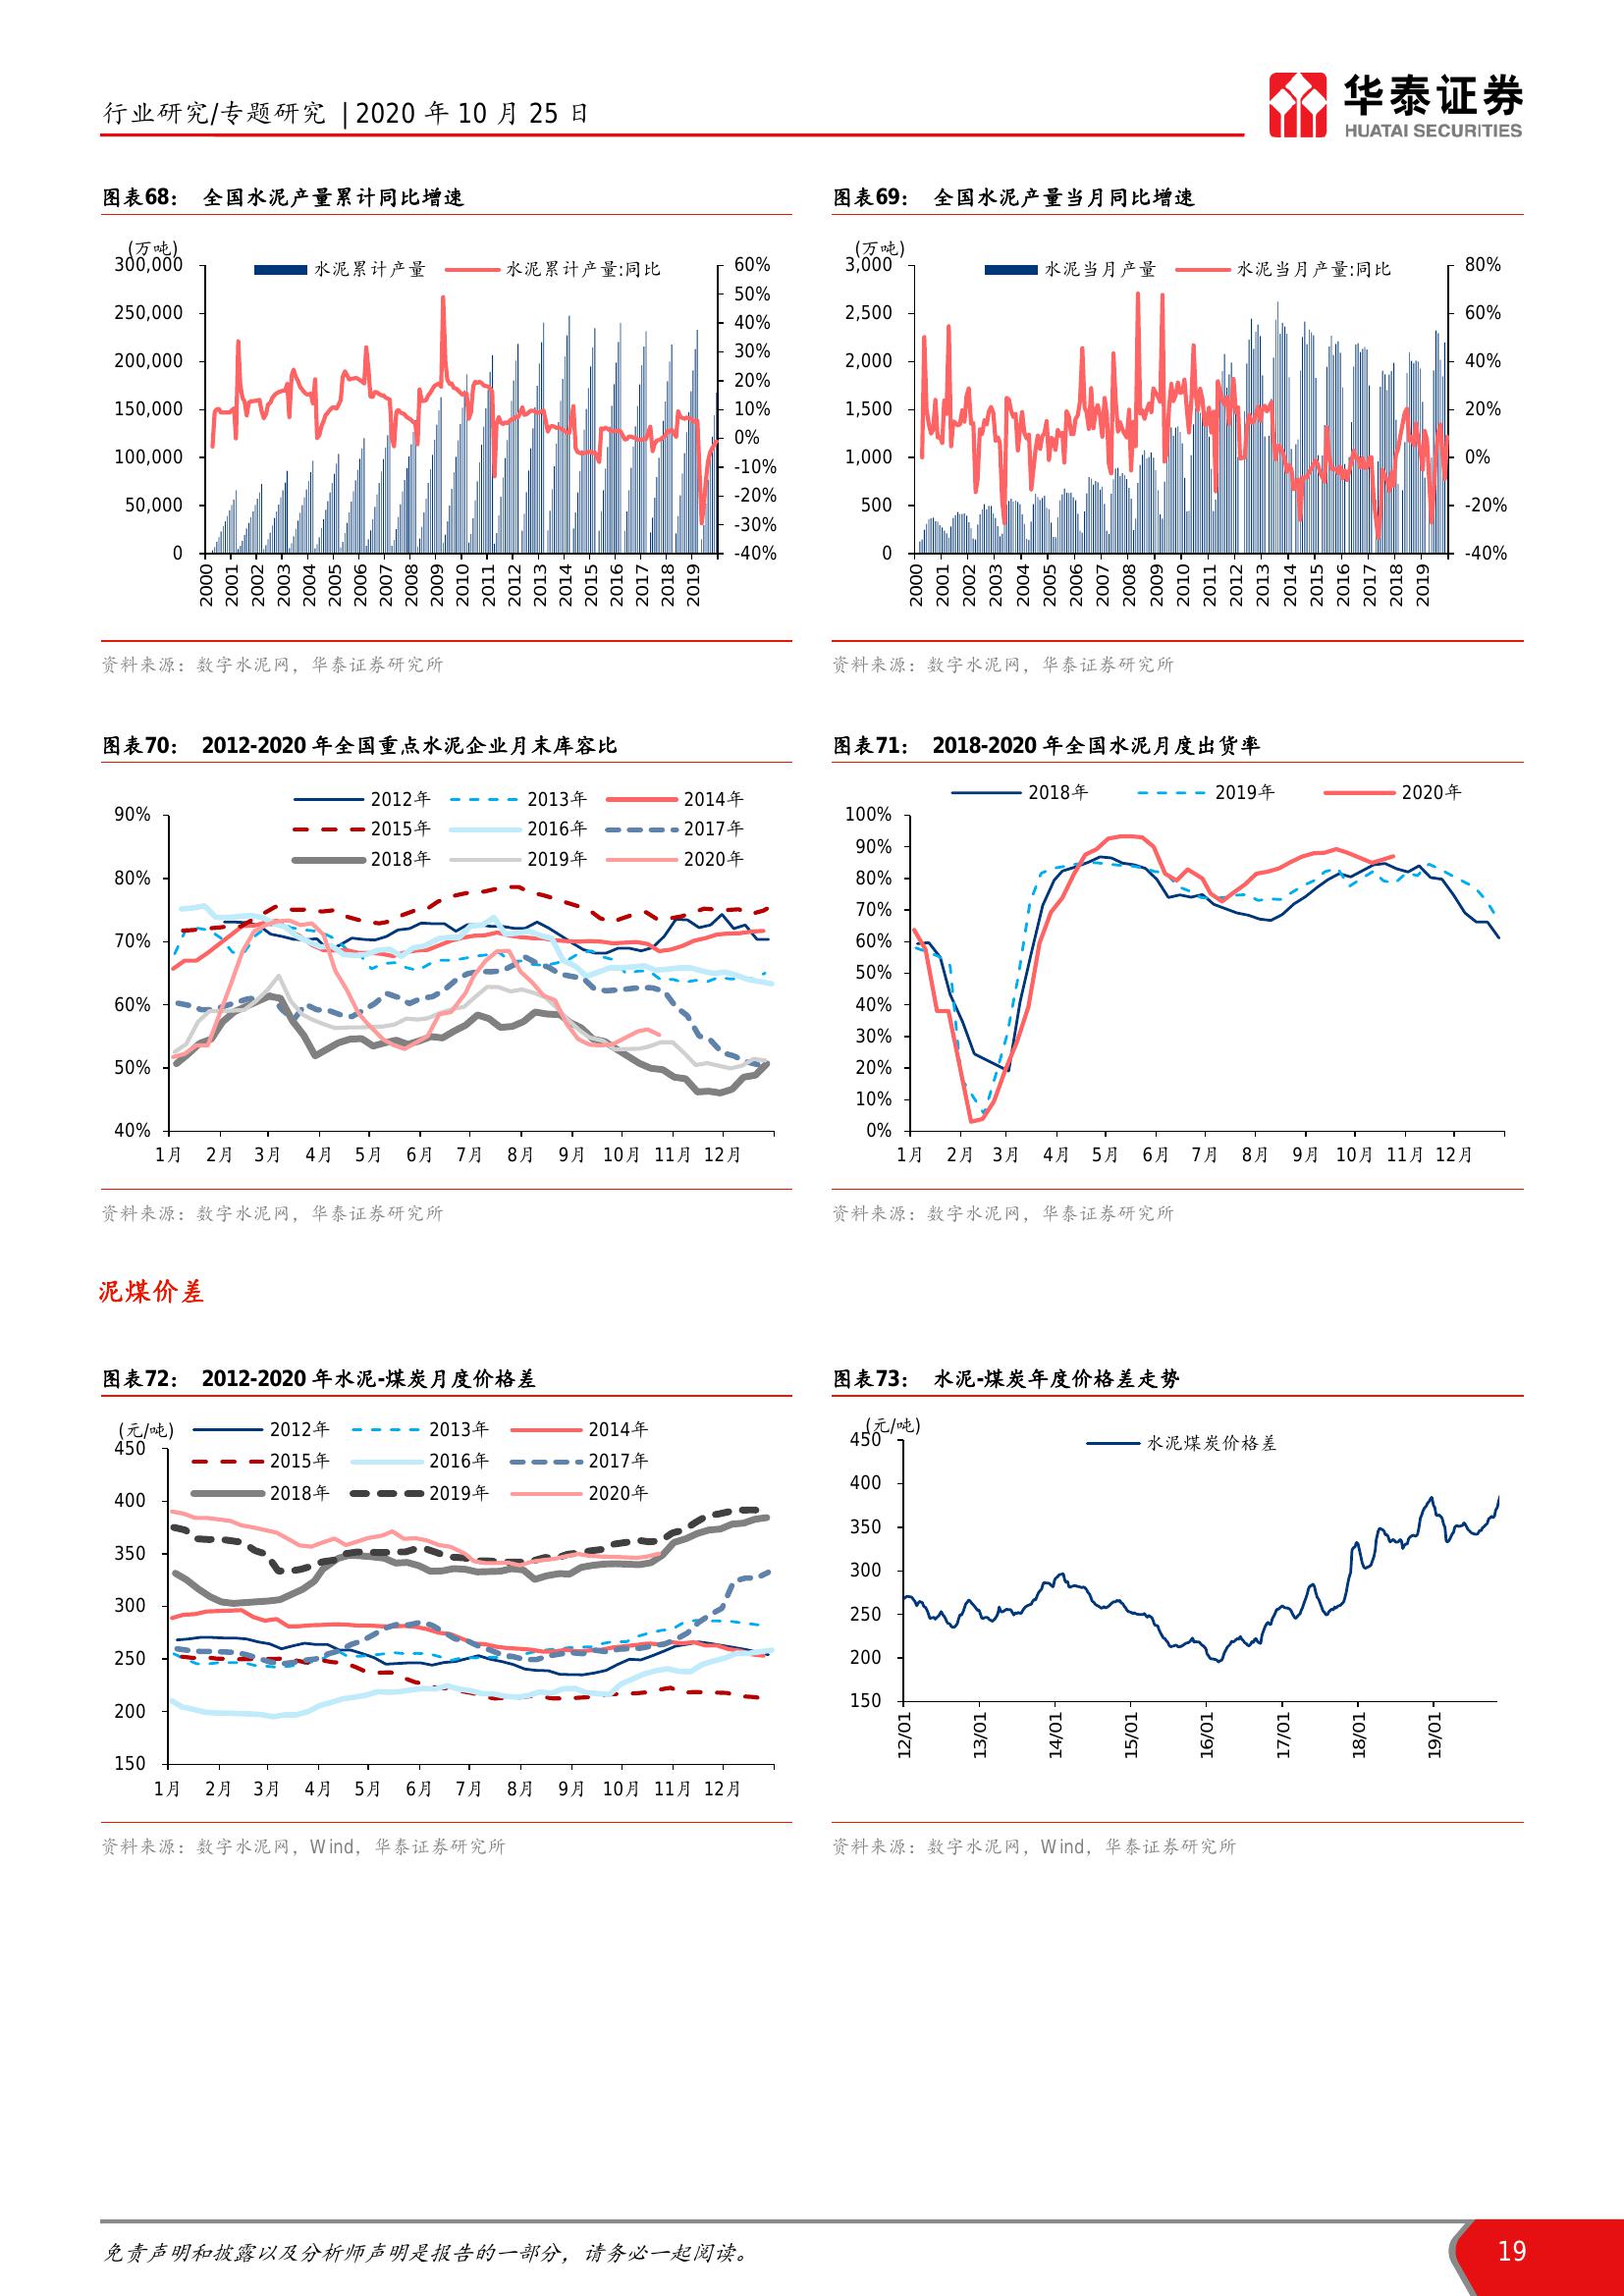 行业研究/专题研究 | 2020 年 10 月 25 日
华泰证券
HUATAI SECURITIES
图表68: 全国水泥产量累计同比增速
(万吨)
水泥累计产量 水泥累计产量:同比
300,000
250,000
200,000
150,000
100,000
50,000
0
60%
50%
40%
30%
20%
10%
0%
-10%
-20%
-30%
-40%
2000 2001 2002 2003 2004 2005 2006 2007 2008 2009 2010 2011 2012 2013 2014 2015 2016 2017 2018 2019
资料来源：数字水泥网，华泰证券研究所
图表69: 全国水泥产量当月同比增速
(万吨)
水泥当月产量 水泥当月产量:同比
3,000
2,500
2,000
1,500
1,000
500
0
80%
60%
40%
20%
0%
-20%
-40%
2000 2001 2002 2003 2004 2005 2006 2007 2008 2009 2010 2011 2012 2013 2014 2015 2016 2017 2018 2019
资料来源：数字水泥网，华泰证券研究所
图表70: 2012-2020 年全国重点水泥企业月末库容比
2012年 2013年 2014年
2015年 2016年 2017年
2018年 2019年 2020年
90%
80%
70%
60%
50%
40%
1月 2月 3月 4月 5月 6月 7月 8月 9月 10月 11月 12月
资料来源：数字水泥网，华泰证券研究所
图表71: 2018-2020 年全国水泥月度出货率
2018年 2019年 2020年
100%
90%
80%
70%
60%
50%
40%
30%
20%
10%
0%
1月 2月 3月 4月 5月 6月 7月 8月 9月 10月 11月 12月
资料来源：数字水泥网，华泰证券研究所
泥煤价差
图表72: 2012-2020 年水泥-煤炭月度价格差
(元/吨)
2012年 2013年 2014年
2015年 2016年 2017年
2018年 2019年 2020年
450
400
350
300
250
200
150
1月 2月 3月 4月 5月 6月 7月 8月 9月 10月 11月 12月
资料来源：数字水泥网，Wind，华泰证券研究所
图表73: 水泥-煤炭年度价格差走势
(元/吨)
水泥煤炭价格差
450
400
350
300
250
200
150
12/01 13/01 14/01 15/01 16/01 17/01 18/01 19/01
资料来源：数字水泥网，Wind，华泰证券研究所
免责声明和披露以及分析师声明是报告的一部分，请务必一起阅读。
19